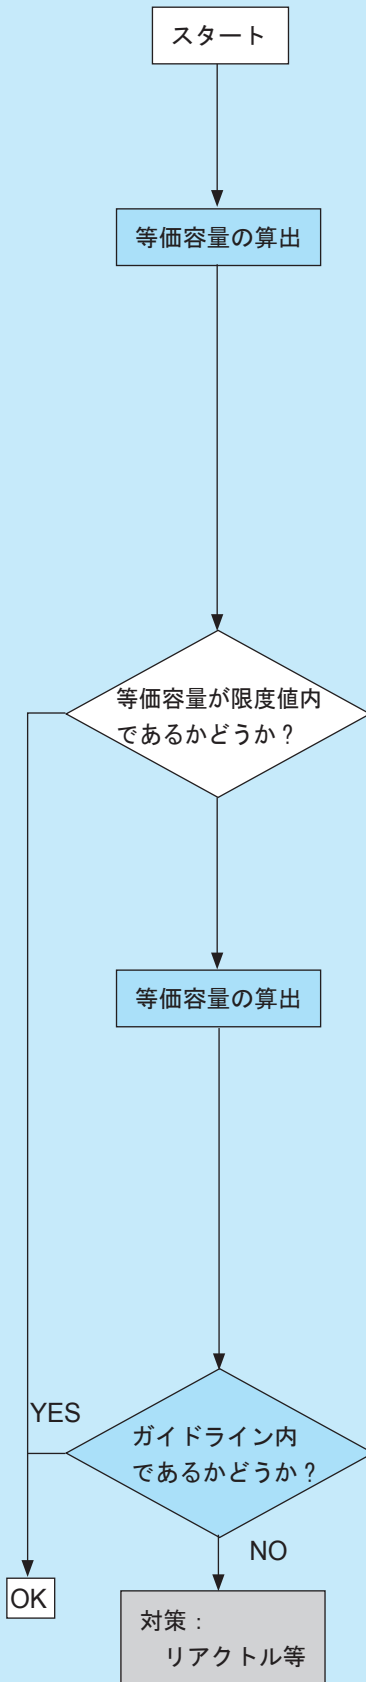 スタート
等価容量の算出
等価容量が限度値内
であるかどうか？
等価容量の算出
YES
ガイドライン内
であるかどうか？
NO
OK
対策：
リアクトル等